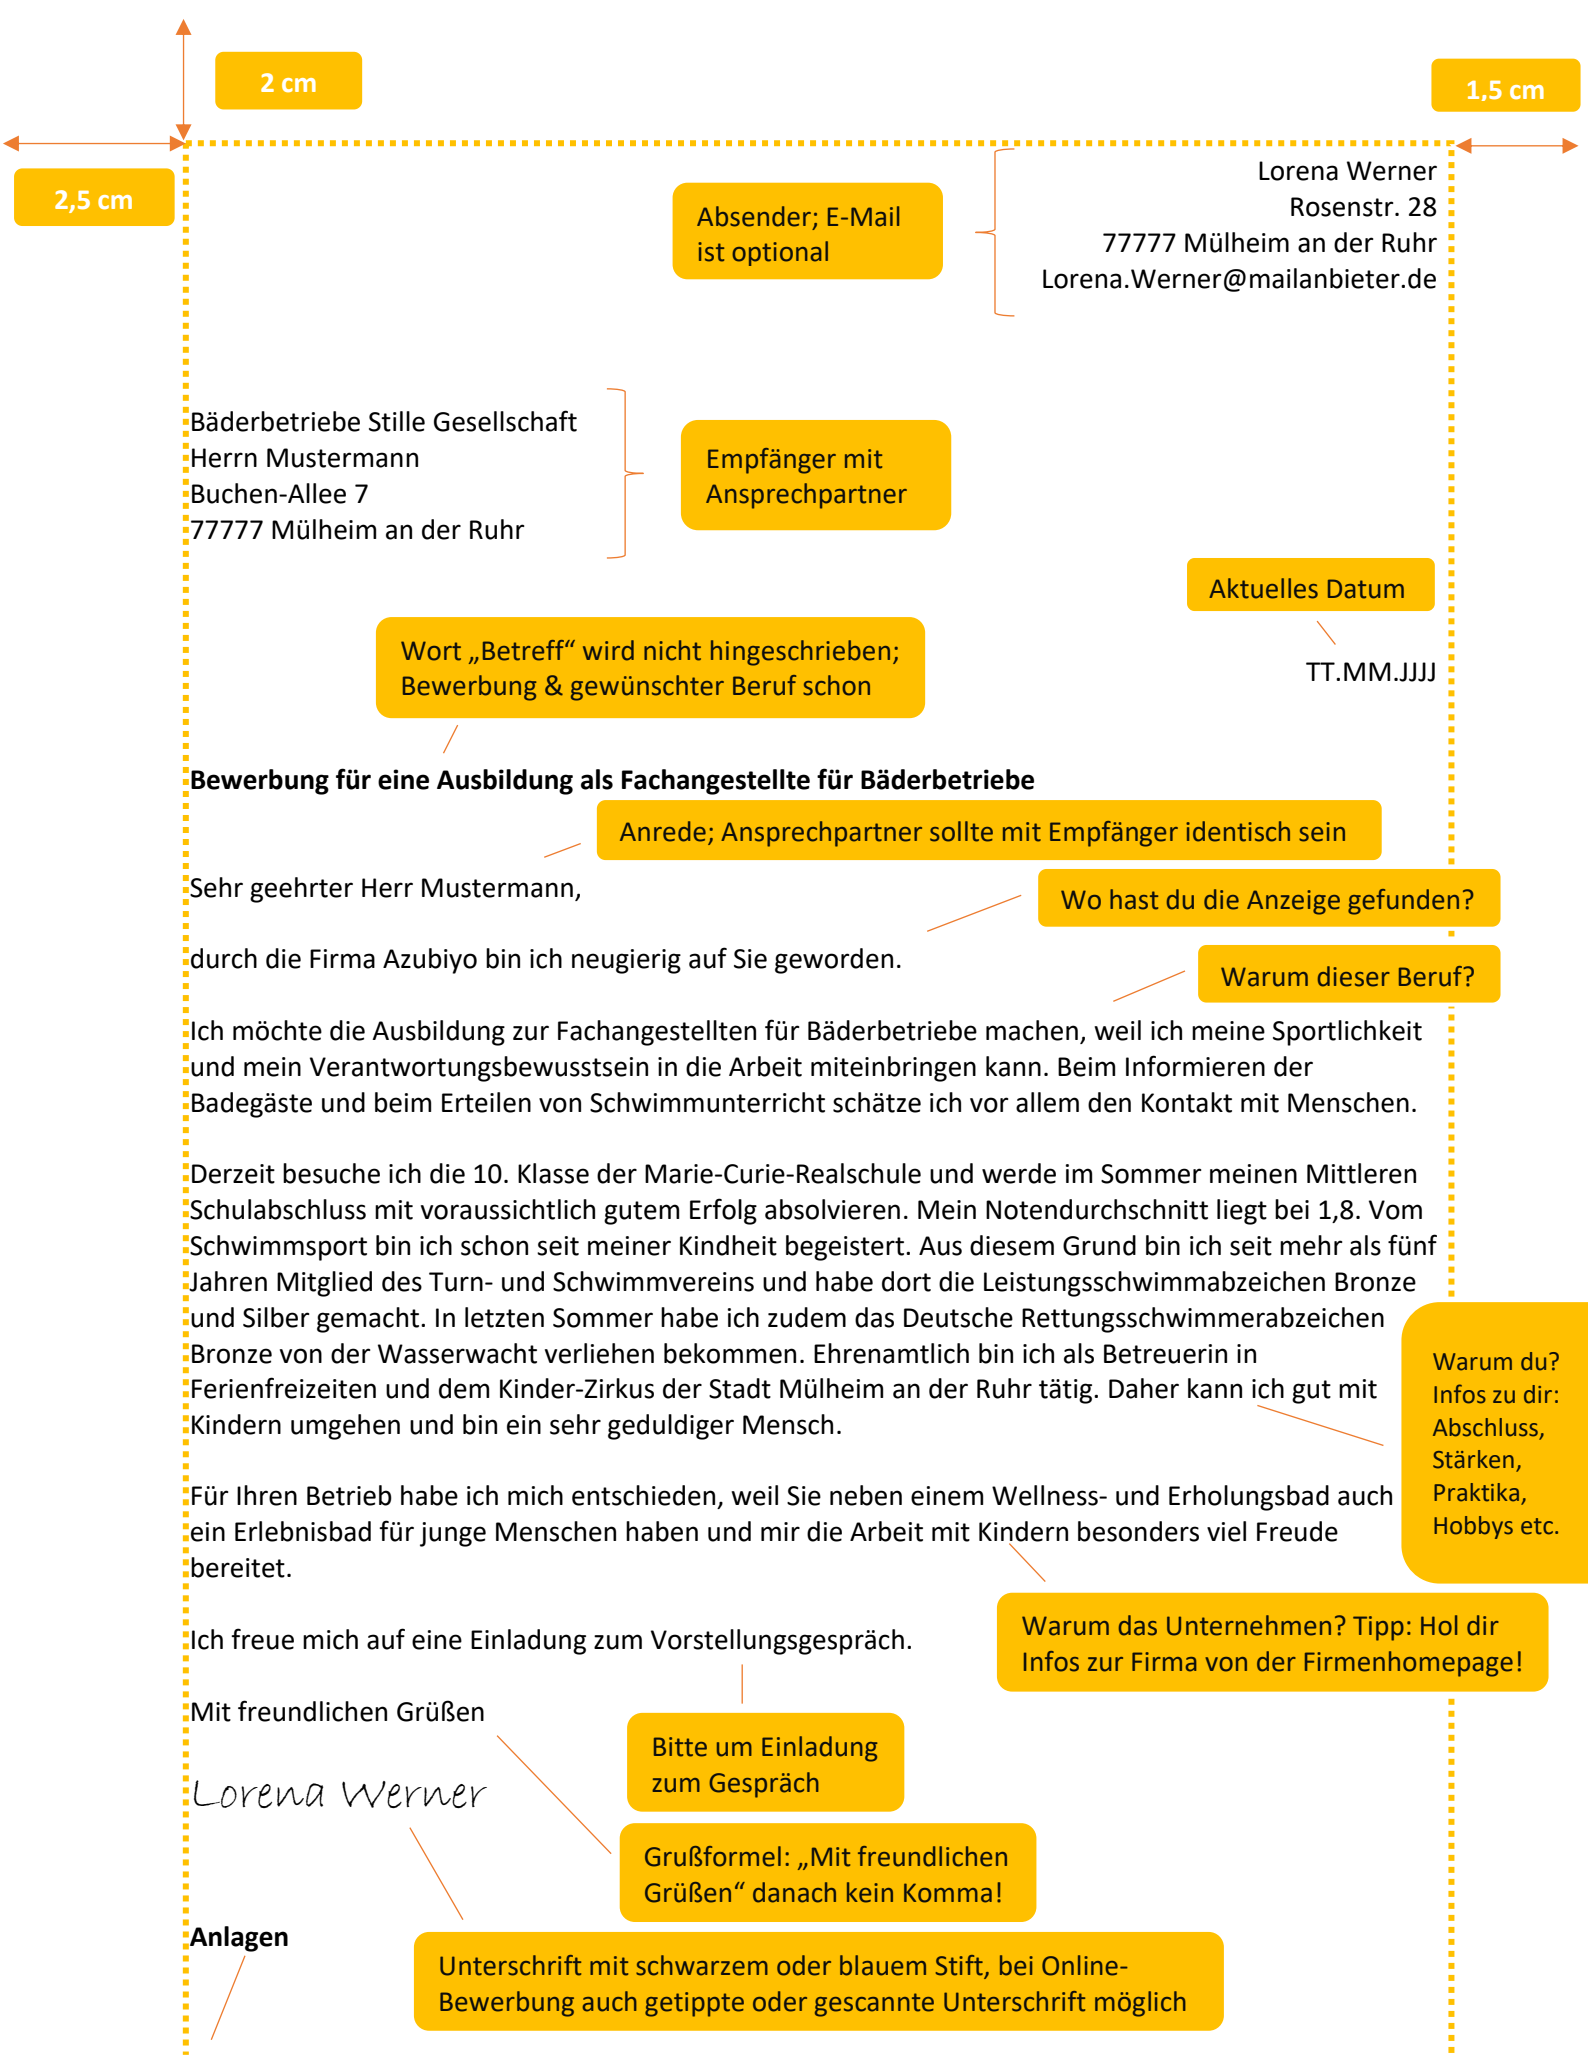 2 cm
1,5 cm
2,5 cm
Absender; E-Mail
ist optional
Lorena Werner
Rosenstr. 28
77777 Mülheim an der Ruhr
Lorena.Werner@mailanbieter.de
Bäderbetriebe Stille Gesellschaft
Herrn Mustermann
Buchen-Allee 7
77777 Mülheim an der Ruhr
Empfänger mit
Ansprechpartner
Aktuelles Datum
TT.MM.JJJJ
Wort „Betreff“ wird nicht hingeschrieben;
Bewerbung & gewünschter Beruf schon
Bewerbung für eine Ausbildung als Fachangestellte für Bäderbetriebe
Anrede; Ansprechpartner sollte mit Empfänger identisch sein
Sehr geehrter Herr Mustermann,
Wo hast du die Anzeige gefunden?
durch die Firma Azubiyo bin ich neugierig auf Sie geworden.
Warum dieser Beruf?
Ich möchte die Ausbildung zur Fachangestellten für Bäderbetriebe machen, weil ich meine Sportlichkeit
und mein Verantwortungsbewusstsein in die Arbeit miteinbringen kann. Beim Informieren der
Badegäste und beim Erteilen von Schwimmunterricht schätze ich vor allem den Kontakt mit Menschen.
Derzeit besuche ich die 10. Klasse der Marie-Curie-Realschule und werde im Sommer meinen Mittleren
Schulabschluss mit voraussichtlich gutem Erfolg absolvieren. Mein Notendurchschnitt liegt bei 1,8. Vom
Schwimmsport bin ich schon seit meiner Kindheit begeistert. Aus diesem Grund bin ich seit mehr als fünf
Jahren Mitglied des Turn- und Schwimmvereins und habe dort die Leistungsschwimmabzeichen Bronze
und Silber gemacht. In letzten Sommer habe ich zudem das Deutsche Rettungsschwimmerabzeichen
Bronze von der Wasserwacht verliehen bekommen. Ehrenamtlich bin ich als Betreuerin in
Ferienfreizeiten und dem Kinder-Zirkus der Stadt Mülheim an der Ruhr tätig. Daher kann ich gut mit
Kindern umgehen und bin ein sehr geduldiger Mensch.
Warum du?
Infos zu dir:
Abschluss,
Stärken,
Praktika,
Hobbys etc.
Für Ihren Betrieb habe ich mich entschieden, weil Sie neben einem Wellness- und Erholungsbad auch
ein Erlebnisbad für junge Menschen haben und mir die Arbeit mit Kindern besonders viel Freude
bereitet.
Warum das Unternehmen? Tipp: Hol dir
Infos zur Firma von der Firmenhomepage!
Ich freue mich auf eine Einladung zum Vorstellungsgespräch.
Mit freundlichen Grüßen
Bitte um Einladung
zum Gespräch
Lorena Werner
Grußformel: „Mit freundlichen
Grüßen“ danach kein Komma!
Anlagen
Unterschrift mit schwarzem oder blauem Stift, bei Online-
Bewerbung auch getippte oder gescannte Unterschrift möglich